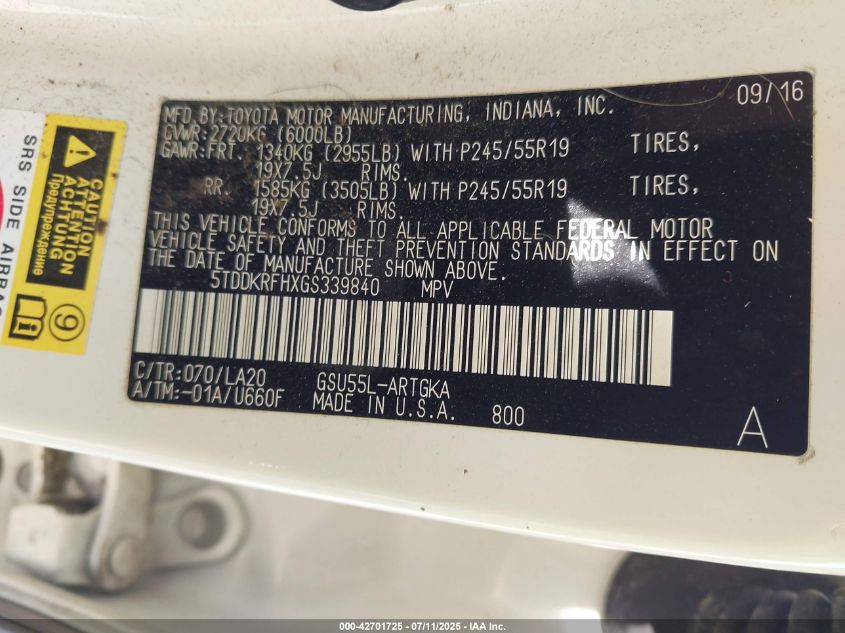 09/16
MFD. BY: TOYOTA MOTOR MANUFACTURING, INDIANA, INC.
GVWR: 2720KG (6000LB)
GAWR: FRT. 1340KG (2955LB) WITH P245/55R19 TIRES,
19X7.5J RIMS.
RR. 1585KG (3505LB) WITH P245/55R19 TIRES,
19X7.5J RIMS.
THIS VEHICLE CONFORMS TO ALL APPLICABLE FEDERAL MOTOR
VEHICLE SAFETY AND THEFT PREVENTION STANDARDS IN EFFECT ON
THE DATE OF MANUFACTURE SHOWN ABOVE.
5TDDKRFHXGS339840 MPV
C/TR: 070/LA20 GSU55L-ARTGKA
A/TM: -01A/U660F MADE IN U.S.A. 800
A
SRS SIDE AIRBAG
CAUTION
ATTENTION
ACHTUNG
Предупреждение
9
000-42701725 - 07/11/2025 - IAA Inc.